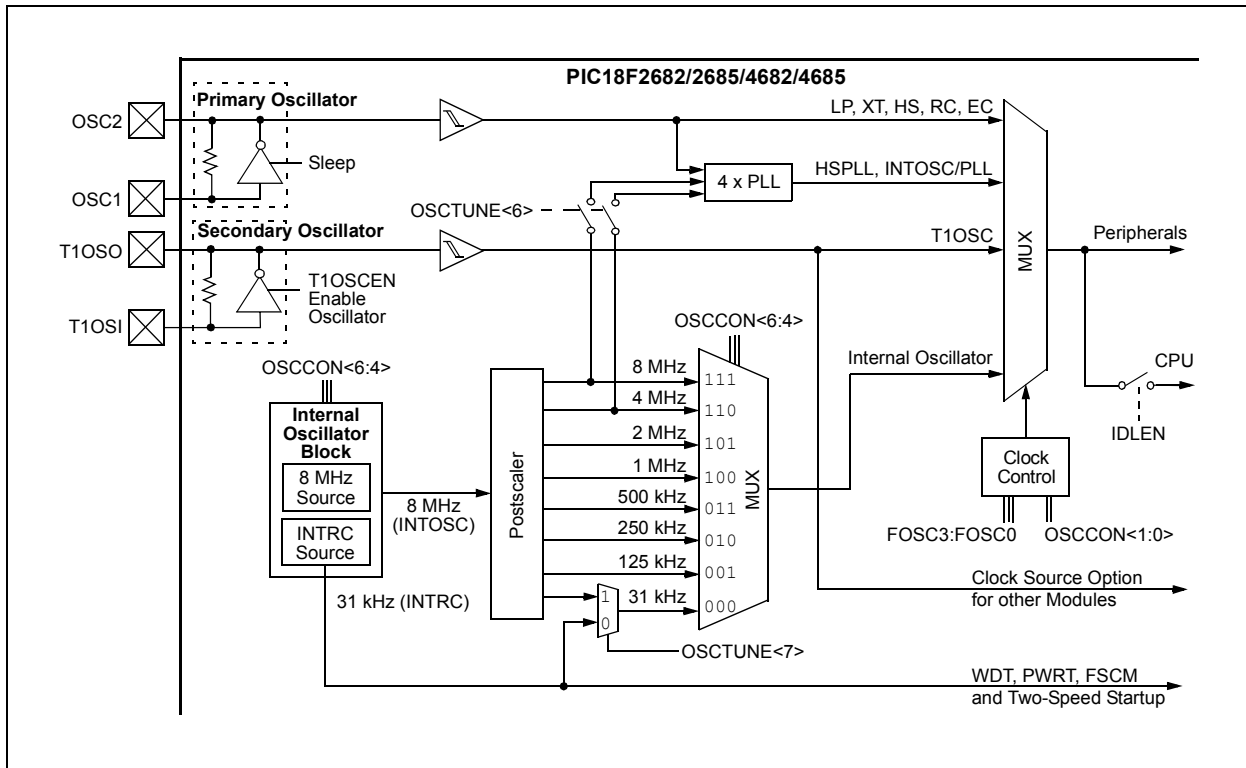 PIC18F2682/2685/4682/4685
Primary Oscillator
OSC2
Sleep
OSC1
LP, XT, HS, RC, EC
4 x PLL
HSPLL, INTOSC/PLL
OSCTUNE<6>
Secondary Oscillator
T1OSO
T1OSCEN
Enable
Oscillator
T1OSI
T1OSC
MUX
Peripherals
OSCCON<6:4>
Internal
Oscillator
Block
8 MHz
Source
INTRC
Source
8 MHz
(INTOSC)
31 kHz (INTRC)
Postscaler
OSCCON<6:4>
8 MHz
111
4 MHz
110
2 MHz
101
1 MHz
100
500 kHz
011
250 kHz
010
125 kHz
001
1
0
31 kHz
000
MUX
OSCTUNE<7>
Internal Oscillator
CPU
IDLEN
Clock
Control
FOSC3:FOSC0
OSCCON<1:0>
Clock Source Option
for other Modules
WDT, PWRT, FSCM
and Two-Speed Startup